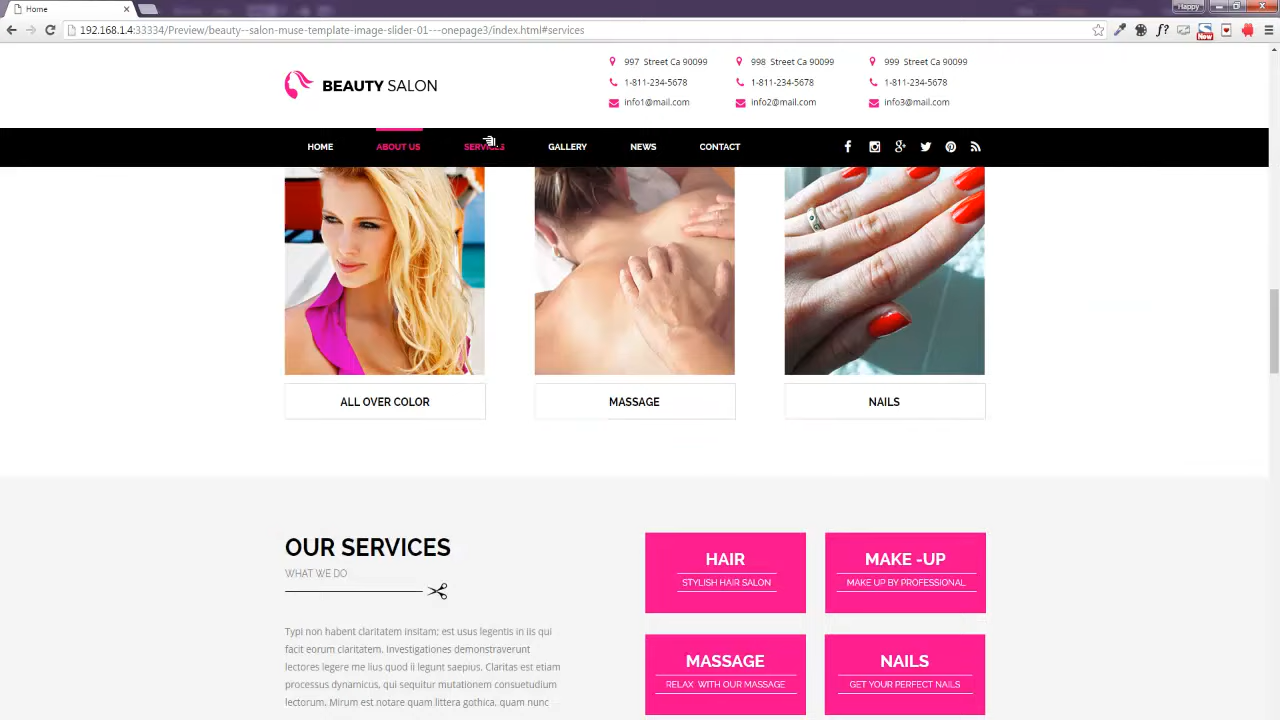 Home
Happy
192.168.1.4:33334/Preview/beauty--salon-muse-template-image-slider-01---onepage3/index.html#services
New
BEAUTY SALON
997 Street Ca 90099
998 Street Ca 90099
999 Street Ca 90099
1-811-234-5678
1-811-234-5678
1-811-234-5678
info1@mail.com
info2@mail.com
info3@mail.com
HOME
ABOUT US
SERVICES
GALLERY
NEWS
CONTACT
ALL OVER COLOR
MASSAGE
NAILS
OUR SERVICES
WHAT WE DO
Typi non habent claritatem insitam; est usus legentis in iis qui
facit eorum claritatem. Investigationes demonstraverunt
lectores legere me lius quod ii legunt saepius. Claritas est etiam
processus dynamicus, qui sequitur mutationem consuetudium
lectorum. Mirum est notare quam littera gothica, quam nunc
HAIR
STYLISH HAIR SALON
MAKE -UP
MAKE UP BY PROFESSIONAL
MASSAGE
RELAX WITH OUR MASSAGE
NAILS
GET YOUR PERFECT NAILS